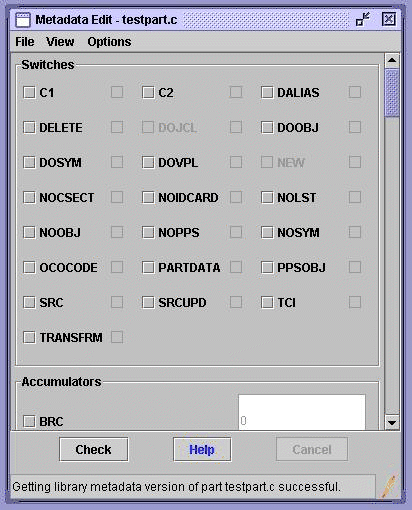 Metadata Edit - testpart.c
File View Options
Switches
C1 C2 DALIAS
DELETE DOJCL DOOBJ
DOSYM DOVPL NEW
NOCSECT NOIDCARD NOLST
NOOBJ NOPPS NOSYM
OCOCODE PARTDATA PPSOBJ
SRC SRCUPD TCI
TRANSFRM
Accumulators
BRC 0
Check Help Cancel
Getting library metadata version of part testpart.c successful.